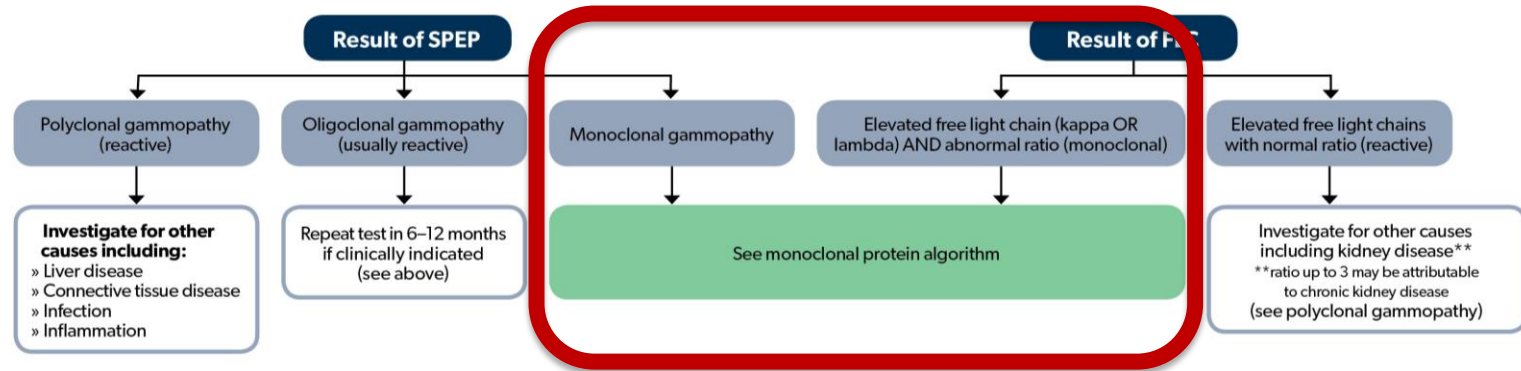 Result of SPEP
Result of F C
Polyclonal gammopathy
(reactive)
Oligoclonal gammopathy
(usually reactive)
Monoclonal gammopathy
Elevated free light chain (kappa OR
lambda) AND abnormal ratio (monoclonal)
Elevated free light chains
with normal ratio (reactive)
Investigate for other
causes including:
» Liver disease
» Connective tissue disease
» Infection
» Inflammation
Repeat test in 6–12 months
if clinically indicated
(see above)
See monoclonal protein algorithm
Investigate for other causes
including kidney disease**
**ratio up to 3 may be attributable
to chronic kidney disease
(see polyclonal gammopathy)